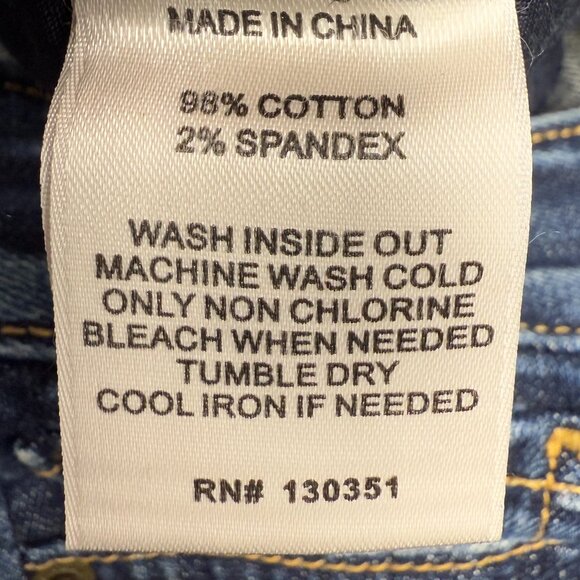 MADE IN CHINA
98% COTTON
2% SPANDEX
WASH INSIDE OUT
MACHINE WASH COLD
ONLY NON CHLORINE
BLEACH WHEN NEEDED
TUMBLE DRY
COOL IRON IF NEEDED
RN# 130351